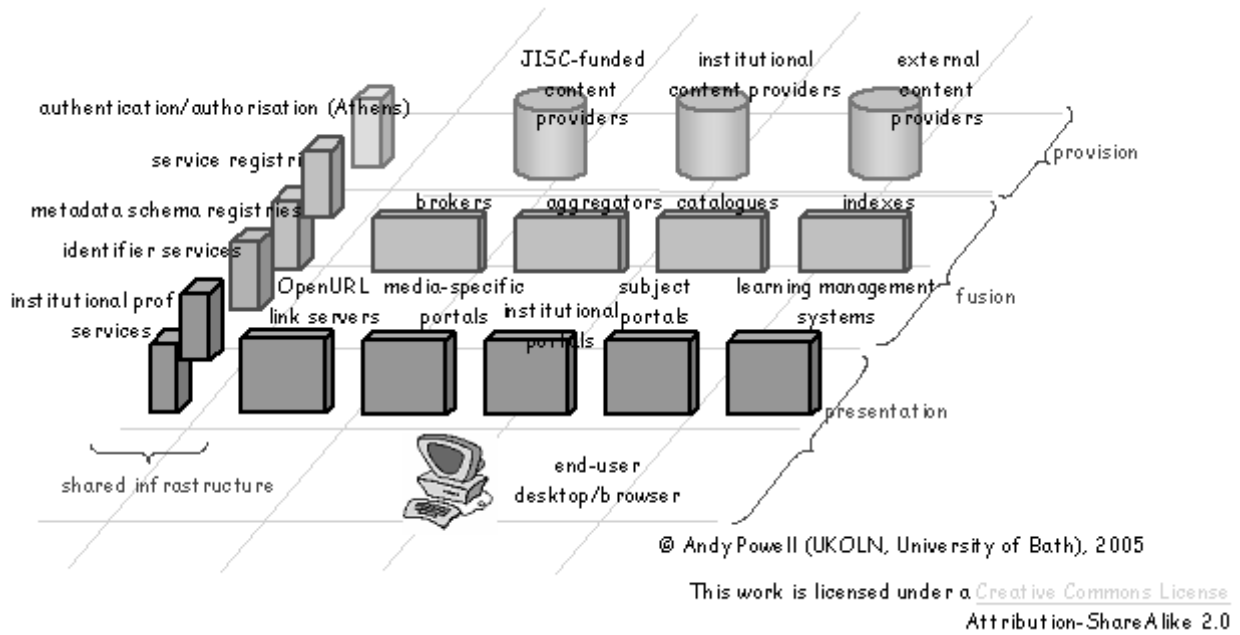 JISC-funded
content
providers
institutional
content providers
external
content
providers
authentication/authorisation (Athens)
service registri
provision
metadata schema registries
brokers
aggregators
catalogues
indexes
identifier services
fusion
institutional prof
services
OpenURL
link servers
media-specific
portals
institutional
portals
subject
portals
learning management
systems
presentation
shared infrastructure
end-user
desktop/browser
© Andy Powell (UKOLN, University of Bath), 2005
This work is licensed under a Creative Commons License
Attribution-ShareAlike 2.0